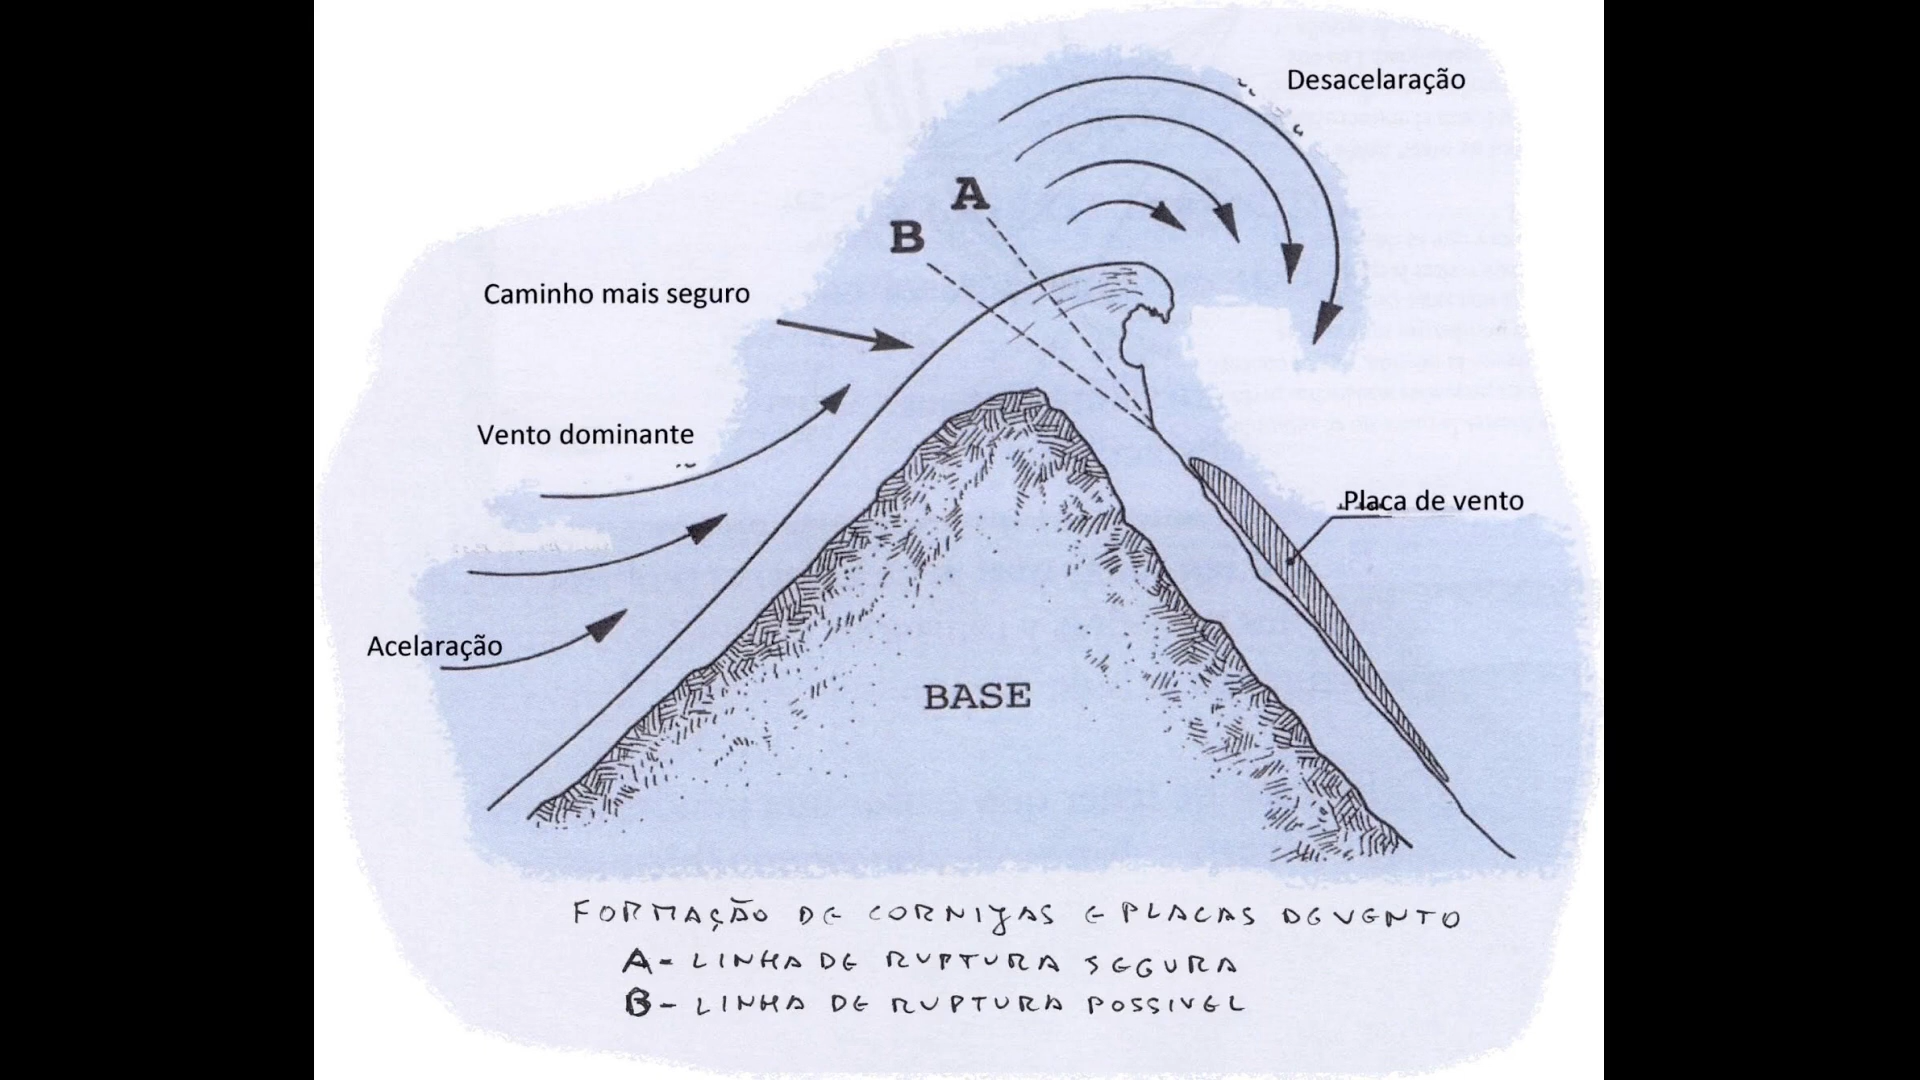 Desacelaração
A
B
Caminho mais seguro
Vento dominante
Placa de vento
Acelaração
BASE
FORMAÇÃO DE CORNIJAS E PLACAS DE VENTO
A - LINHA DE RUPTURA SEGURA
B - LINHA DE RUPTURA POSSIVEL